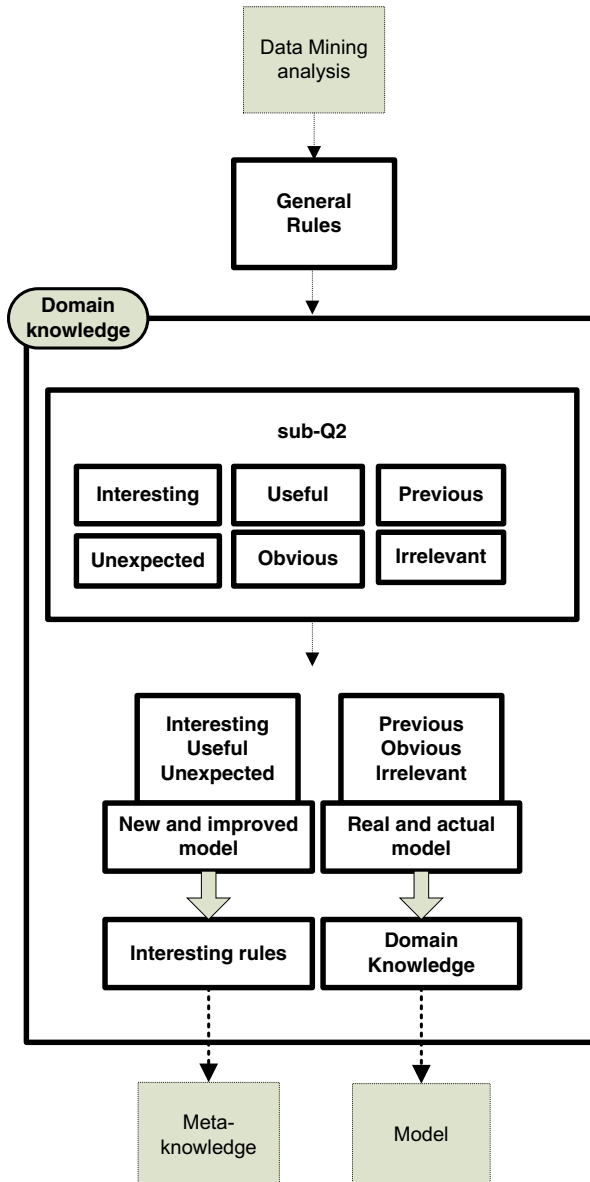 Data Mining
analysis
General
Rules
Domain
knowledge
sub-Q2
Interesting
Useful
Previous
Unexpected
Obvious
Irrelevant
Interesting
Useful
Unexpected
Previous
Obvious
Irrelevant
New and improved
model
Real and actual
model
Interesting rules
Domain
Knowledge
Meta-
knowledge
Model